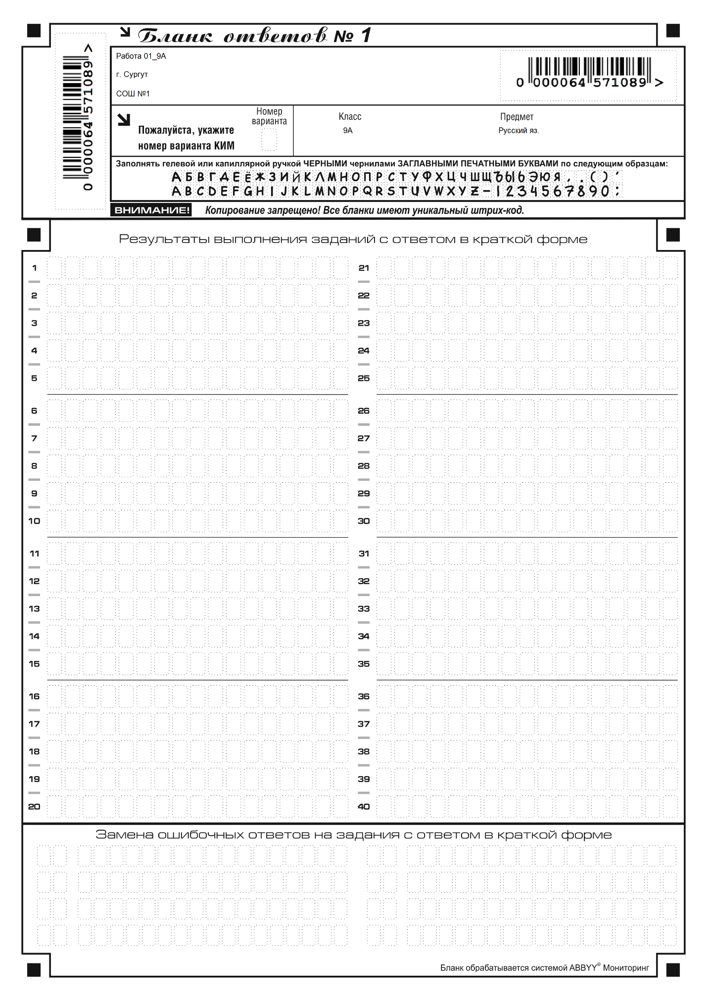 Бланк ответов № 1
Работа 01_9А
г. Сургут
СОШ №1
0 000064 571089 >
0 000064 571089 >
Пожалуйста, укажите
номер варианта КИМ
Номер
варианта
Класс
9А
Предмет
Русский яз.
Заполнять гелевой или капиллярной ручкой ЧЕРНЫМИ чернилами ЗАГЛАВНЫМИ ПЕЧАТНЫМИ БУКВАМИ по следующим образцам:
А Б В Г Д Е Ё Ж З И Й К Л М Н О П Р С Т У Ф Х Ц Ч Ш Щ Ъ Ы Ь Э Ю Я , . ( ) '
A B C D E F G H I J K L M N O P Q R S T U V W X Y Z - 1 2 3 4 5 6 7 8 9 0 ;
ВНИМАНИЕ!
Копирование запрещено! Все бланки имеют уникальный штрих-код.
Результаты выполнения заданий с ответом в краткой форме
1
2
3
4
5
6
7
8
9
10
11
12
13
14
15
16
17
18
19
20
21
22
23
24
25
26
27
28
29
30
31
32
33
34
35
36
37
38
39
40
Замена ошибочных ответов на задания с ответом в краткой форме
Бланк обрабатывается системой ABBYY® Мониторинг